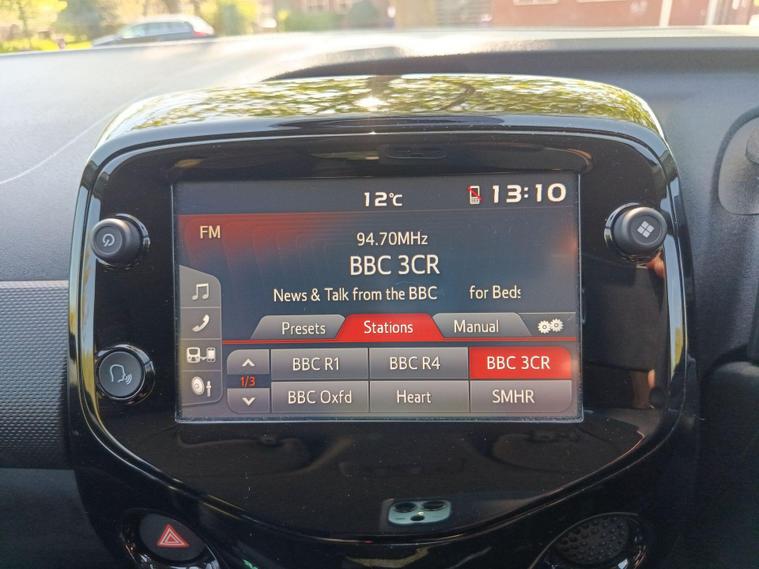 12°C 13:10
FM
94.70MHz
BBC 3CR
News & Talk from the BBC for Beds
Presets Stations Manual
BBC R1 BBC R4 BBC 3CR
1/3
BBC Oxfd Heart SMHR